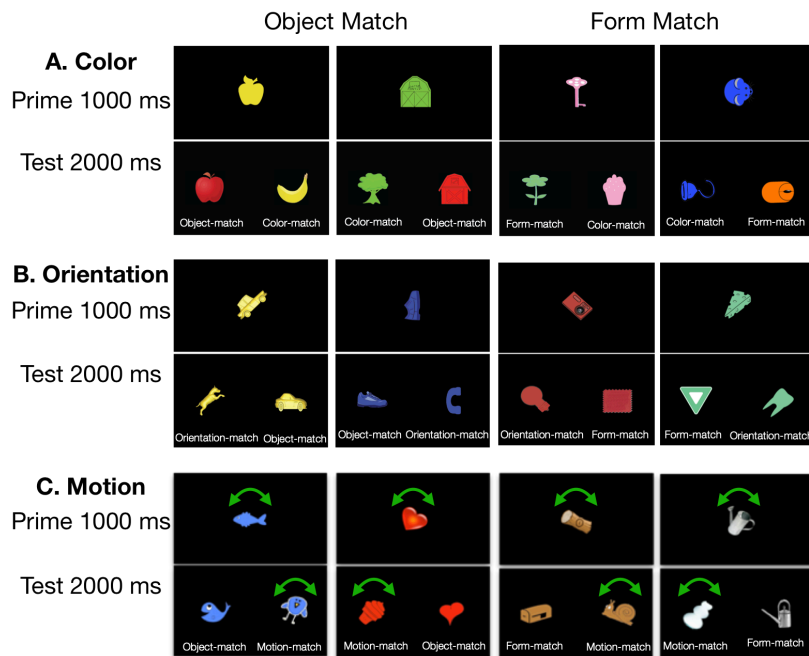 Object Match Form Match
A. Color
Prime 1000 ms
Test 2000 ms
Object-match Color-match Color-match Object-match Form-match Color-match Color-match Form-match
B. Orientation
Prime 1000 ms
Test 2000 ms
Orientation-match Object-match Object-match Orientation-match Orientation-match Form-match Form-match Orientation-match
C. Motion
Prime 1000 ms
Test 2000 ms
Object-match Motion-match Motion-match Object-match Form-match Motion-match Motion-match Form-match